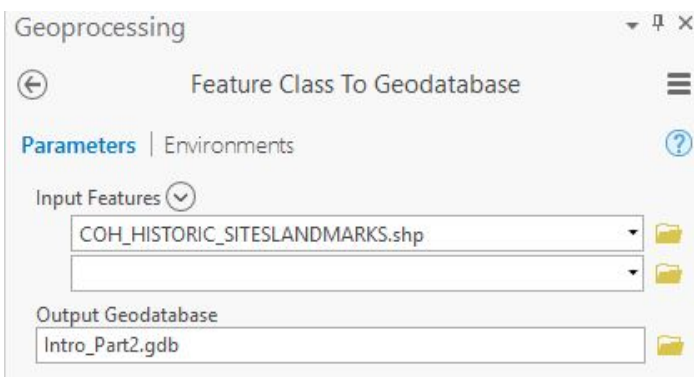 Geoprocessing
Feature Class To Geodatabase
Parameters | Environments
Input Features
COH_HISTORIC_SITESLANDMARKS.shp
Output Geodatabase
Intro_Part2.gdb